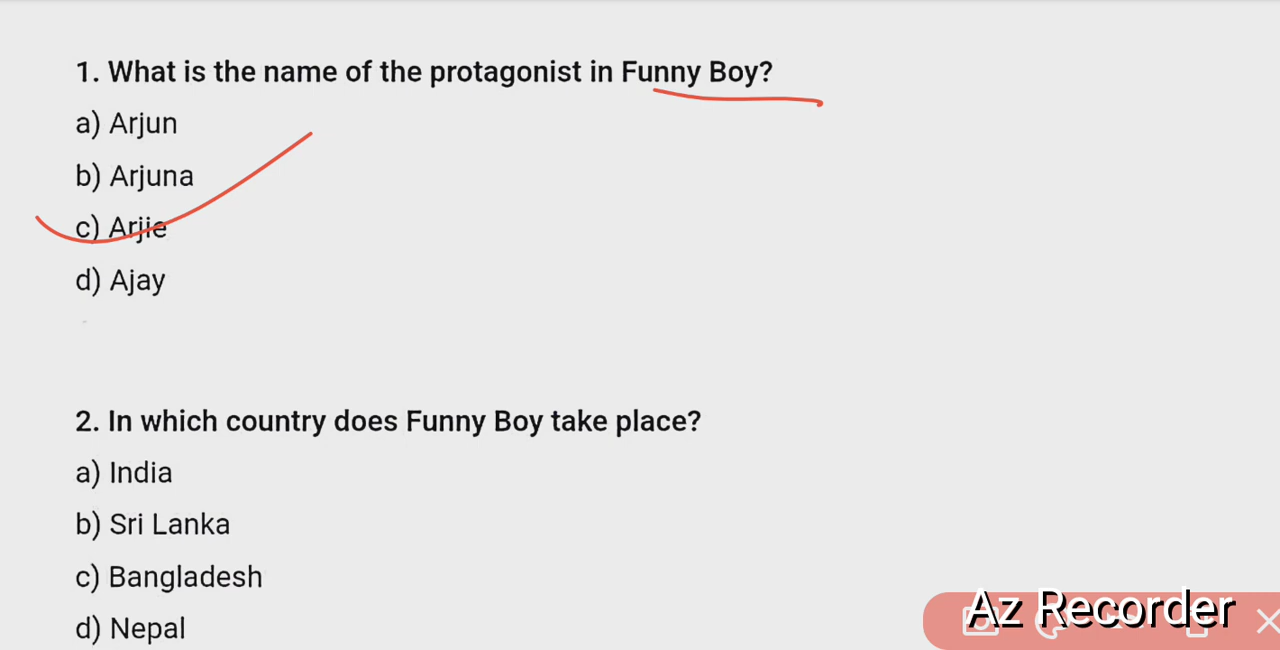 1. What is the name of the protagonist in Funny Boy?
a) Arjun
b) Arjuna
c) Arjie
d) Ajay
2. In which country does Funny Boy take place?
a) India
b) Sri Lanka
c) Bangladesh
d) Nepal
Az Recorder